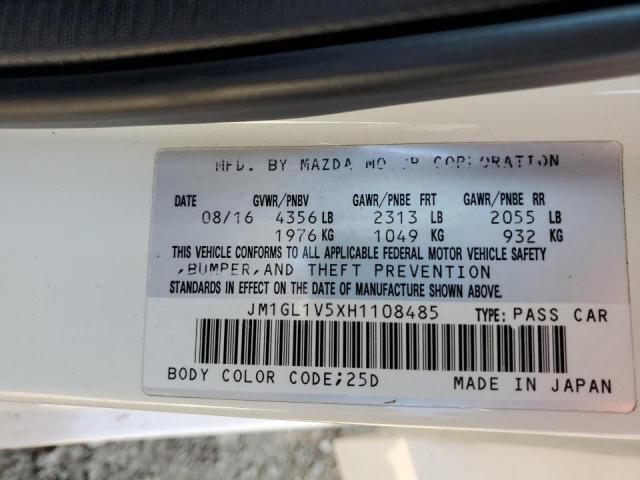 MFD. BY MAZDA MOTOR CORPORATION
DATE GVWR/PNBV GAWR/PNBE FRT GAWR/PNBE RR
08/16 4356 LB 2313 LB 2055 LB
1976 KG 1049 KG 932 KG
THIS VEHICLE CONFORMS TO ALL APPLICABLE FEDERAL MOTOR VEHICLE SAFETY
,BUMPER,AND THEFT PREVENTION
STANDARDS IN EFFECT ON THE DATE OF MANUFACTURE SHOWN ABOVE.
JM1GL1V5XH1108485 TYPE: PASS CAR
BODY COLOR CODE;25D MADE IN JAPAN